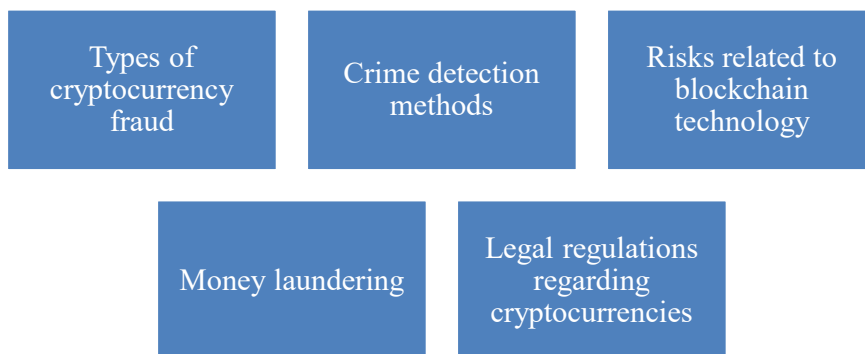 Types of
cryptocurrency
fraud
Crime detection
methods
Risks related to
blockchain
technology
Money laundering
Legal regulations
regarding
cryptocurrencies